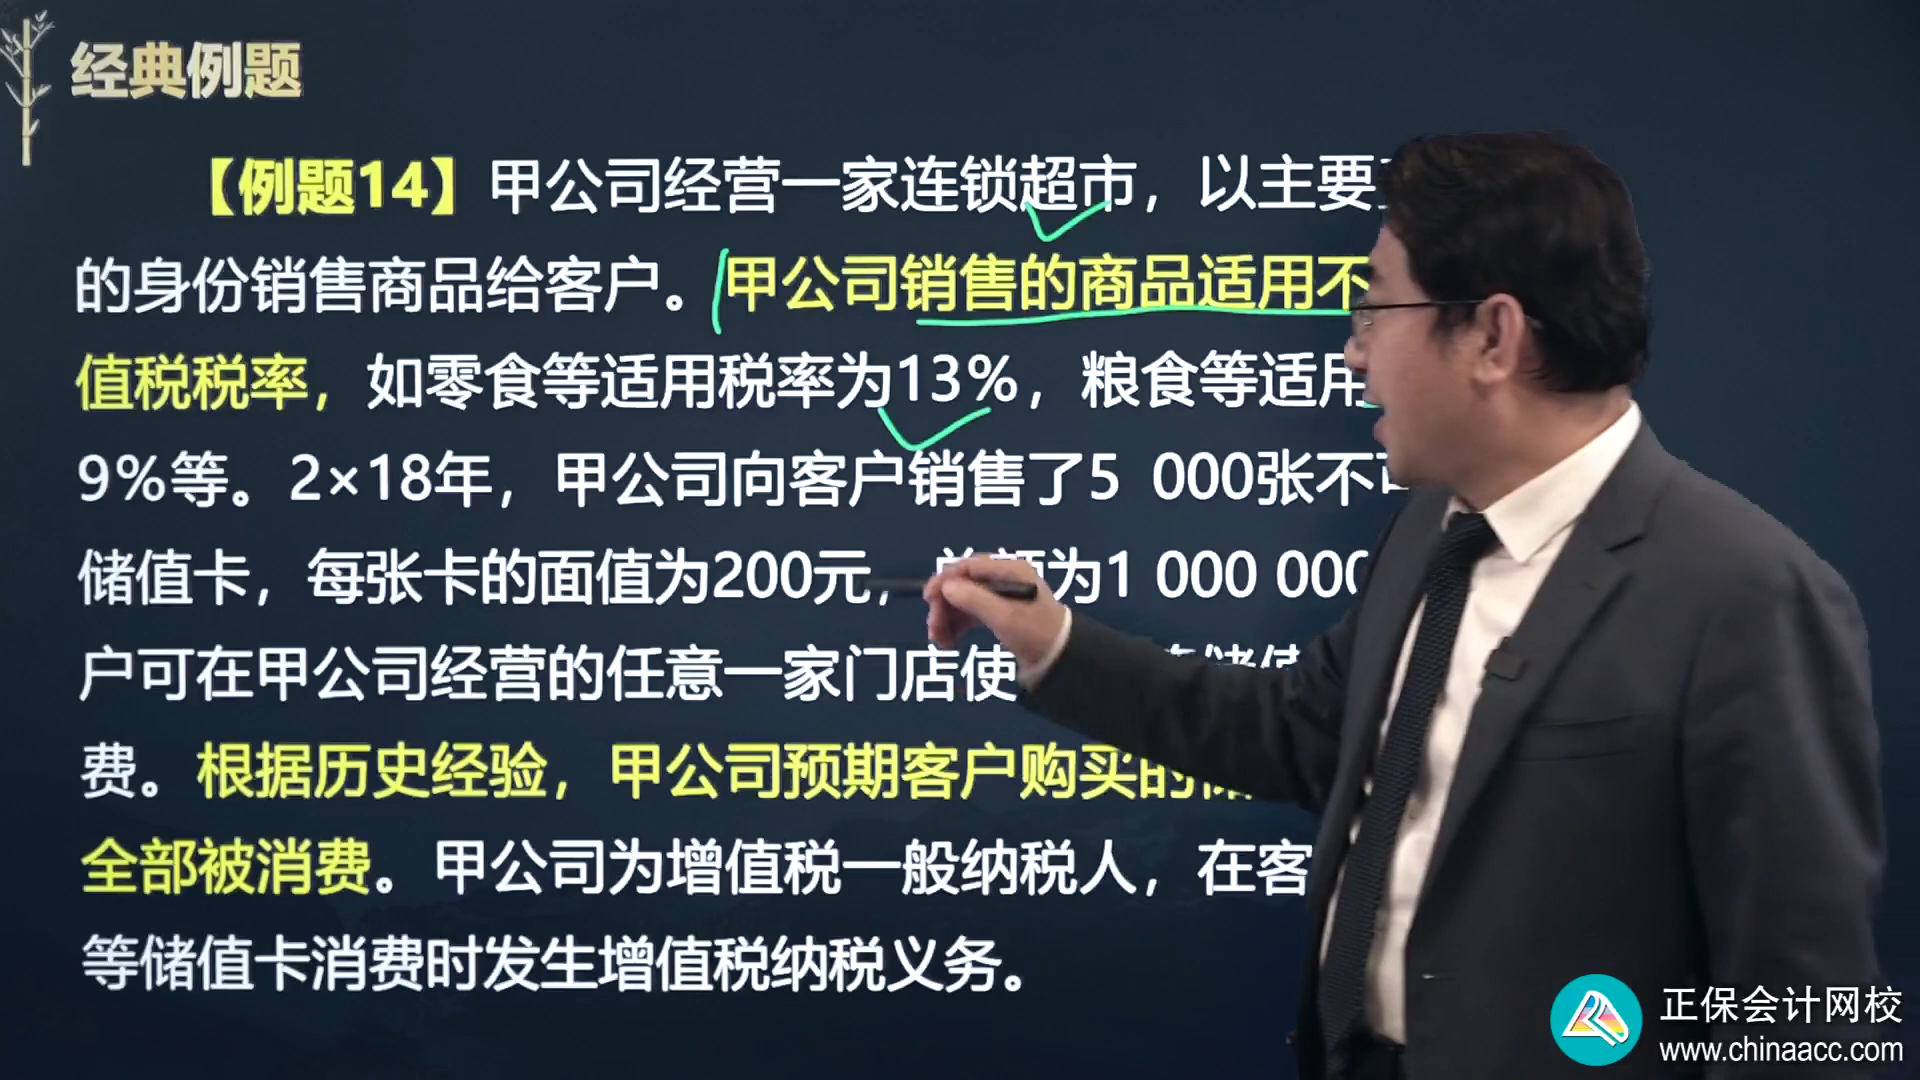 经典例题
【例题14】甲公司经营一家连锁超市，以主要
的身份销售商品给客户。甲公司销售的商品适用不
值税税率，如零食等适用税率为13%，粮食等适用
9%等。2×18年，甲公司向客户销售了5 000张不可
储值卡，每张卡的面值为200元，总额为1 000 000
户可在甲公司经营的任意一家门店使
费。根据历史经验，甲公司预期客户购买的
全部被消费。甲公司为增值税一般纳税人，在客
等储值卡消费时发生增值税纳税义务。
正保会计网校
www.chinaacc.com